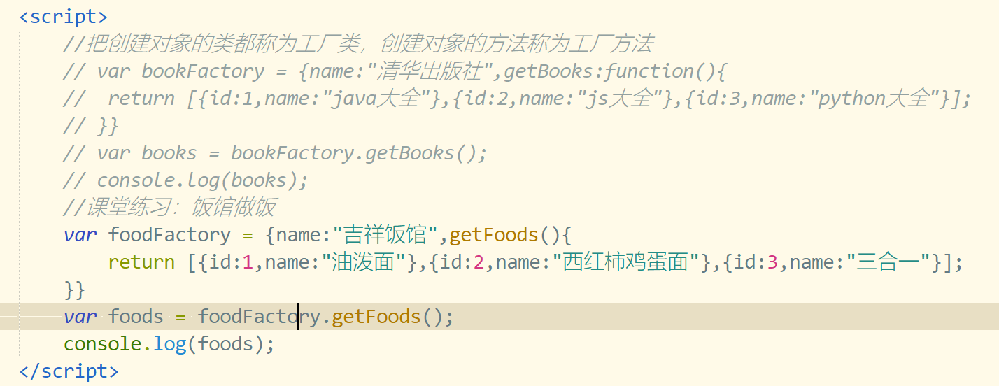 <script>
//把创建对象的类都称为工厂类，创建对象的方法称为工厂方法
// var bookFactory = {name:"清华出版社",getBooks:function(){
//  return [{id:1,name:"java大全"},{id:2,name:"js大全"},{id:3,name:"python大全"}];
// }}
// var books = bookFactory.getBooks();
// console.log(books);
//课堂练习：饭馆做饭
var foodFactory = {name:"吉祥饭馆",getFoods(){
return [{id:1,name:"油泼面"},{id:2,name:"西红柿鸡蛋面"},{id:3,name:"三合一"}];
}}
var foods = foodFactory.getFoods();
console.log(foods);
</script>